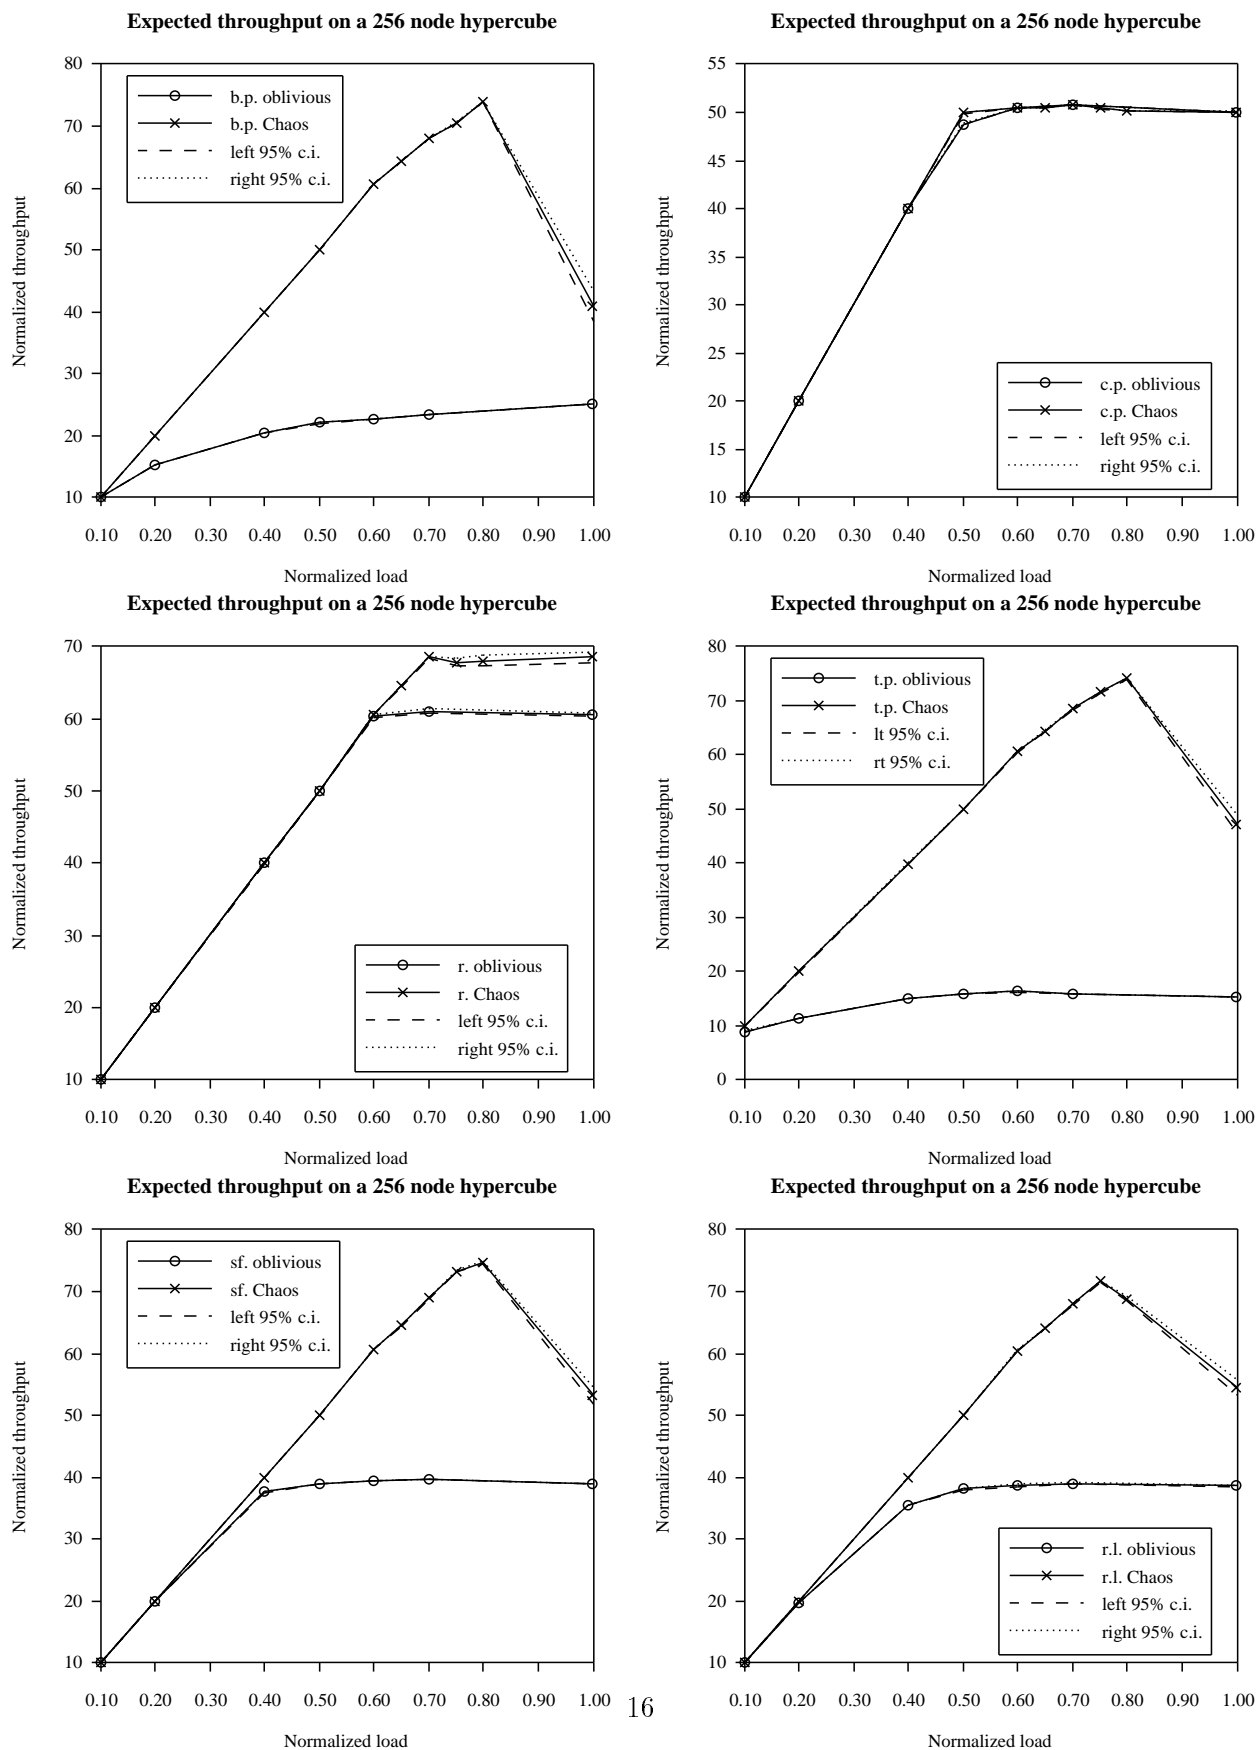 Expected throughput on a 256 node hypercube
80
70
60
50
40
30
20
10
Normalized throughput
b.p. oblivious
b.p. Chaos
left 95% c.i.
right 95% c.i.
0.10 0.20 0.30 0.40 0.50 0.60 0.70 0.80 0.90 1.00
Normalized load
Expected throughput on a 256 node hypercube
55
50
45
40
35
30
25
20
15
10
Normalized throughput
c.p. oblivious
c.p. Chaos
left 95% c.i.
right 95% c.i.
0.10 0.20 0.30 0.40 0.50 0.60 0.70 0.80 0.90 1.00
Normalized load
Expected throughput on a 256 node hypercube
70
60
50
40
30
20
10
Normalized throughput
r. oblivious
r. Chaos
left 95% c.i.
right 95% c.i.
0.10 0.20 0.30 0.40 0.50 0.60 0.70 0.80 0.90 1.00
Normalized load
Expected throughput on a 256 node hypercube
80
70
60
50
40
30
20
10
0
Normalized throughput
t.p. oblivious
t.p. Chaos
lt 95% c.i.
rt 95% c.i.
0.10 0.20 0.30 0.40 0.50 0.60 0.70 0.80 0.90 1.00
Normalized load
Expected throughput on a 256 node hypercube
80
70
60
50
40
30
20
10
Normalized throughput
sf. oblivious
sf. Chaos
left 95% c.i.
right 95% c.i.
0.10 0.20 0.30 0.40 0.50 0.60 0.70 0.80 0.90 1.00
Normalized load
Expected throughput on a 256 node hypercube
80
70
60
50
40
30
20
10
Normalized throughput
r.l. oblivious
r.l. Chaos
left 95% c.i.
right 95% c.i.
0.10 0.20 0.30 0.40 0.50 0.60 0.70 0.80 0.90 1.00
Normalized load
16